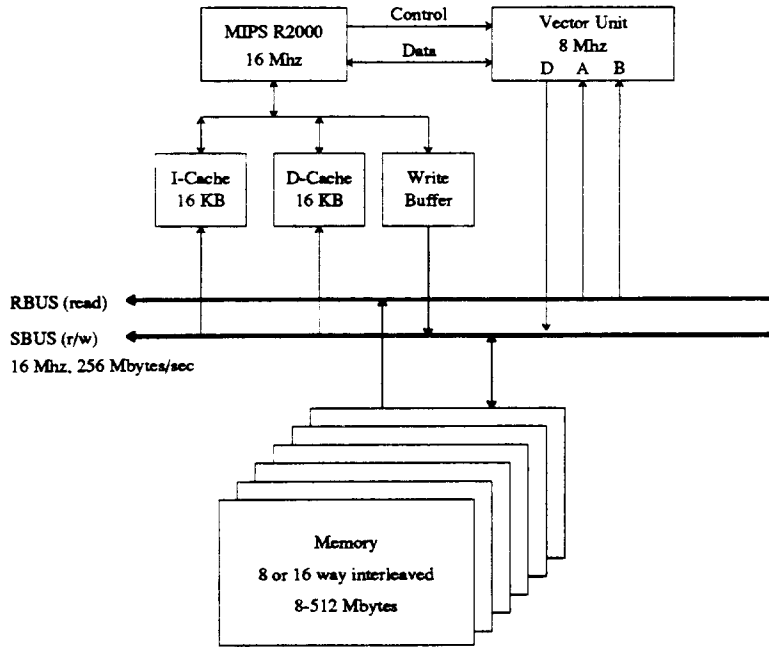 MIPS R2000
16 Mhz
Control
Data
Vector Unit
8 Mhz
D A B
I-Cache
16 KB
D-Cache
16 KB
Write
Buffer
RBUS (read)
SBUS (r/w)
16 Mhz, 256 Mbytes/sec
Memory
8 or 16 way interleaved
8-512 Mbytes